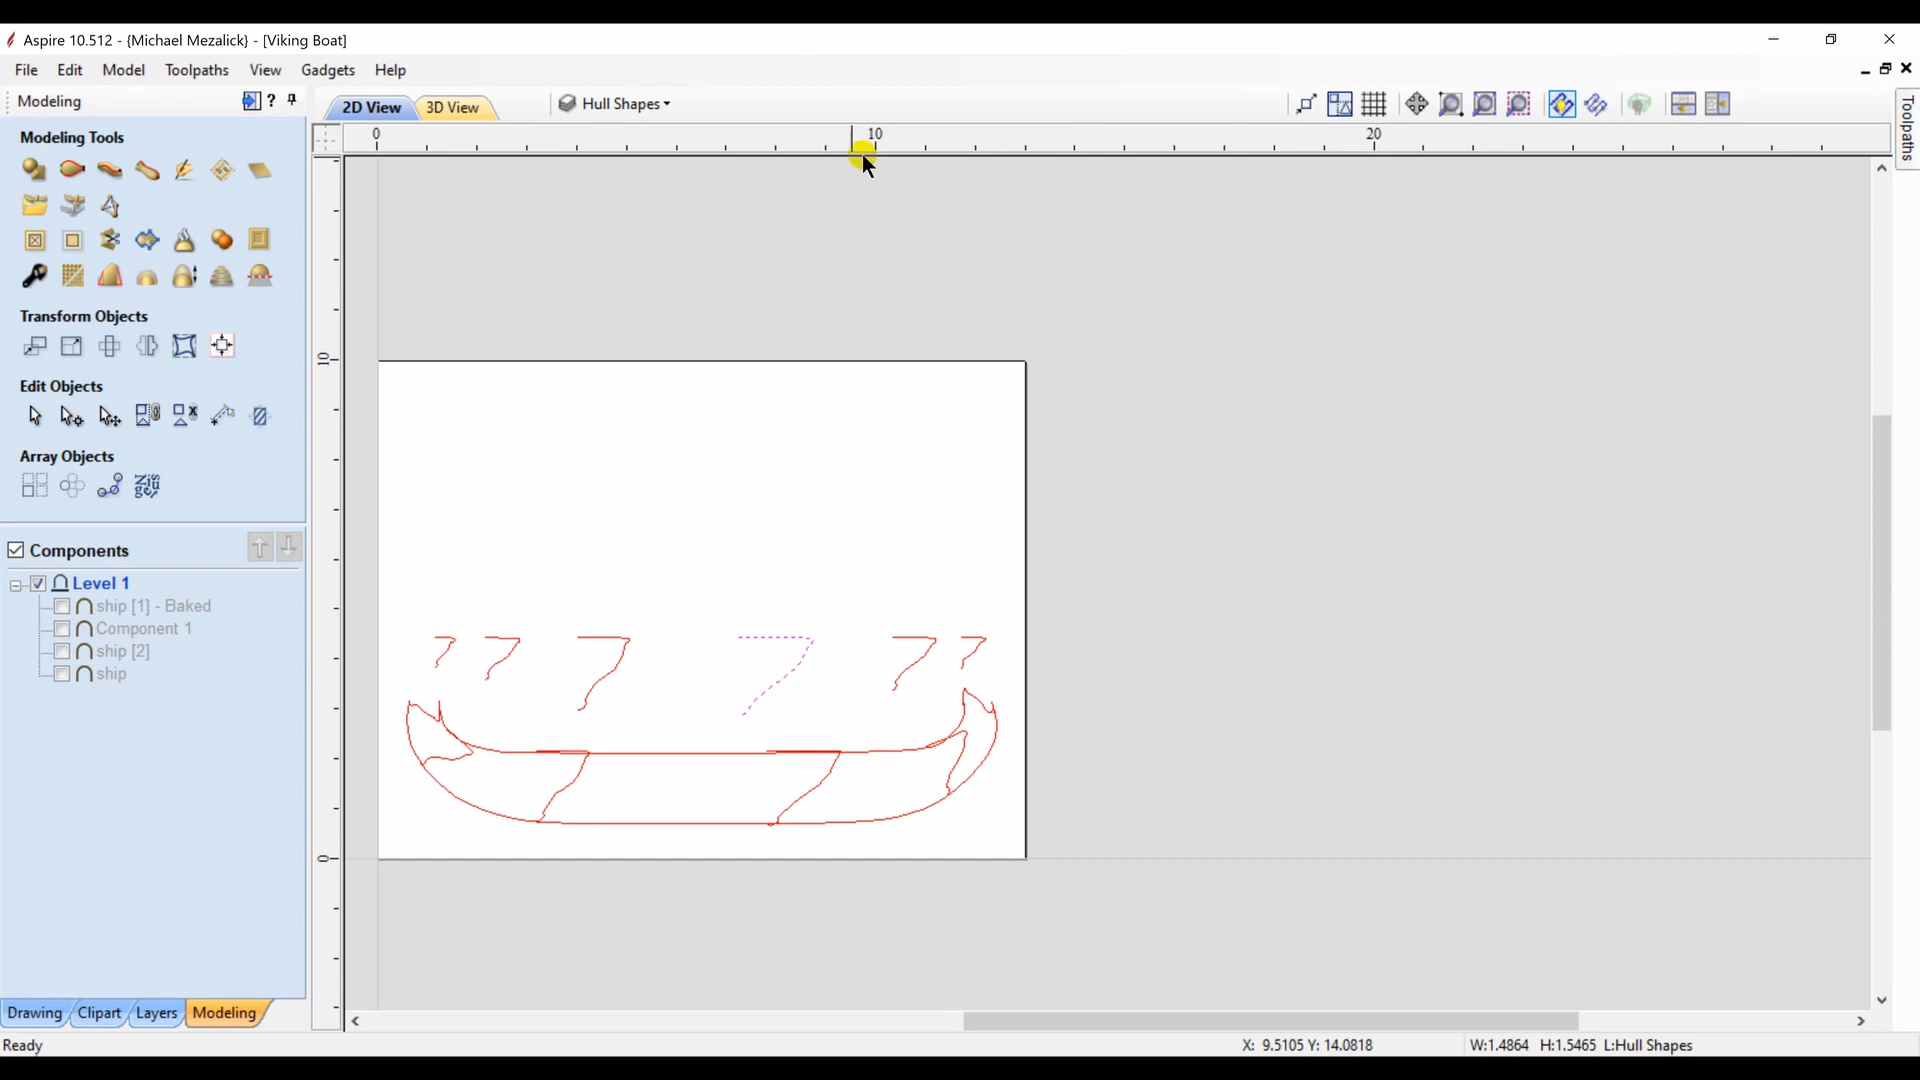 Aspire 10.512 - {Michael Mezalick} - [Viking Boat]
File Edit Model Toolpaths View Gadgets Help
Modeling ?
2D View 3D View Hull Shapes
Toolpaths
0 10 20
Modeling Tools
10
0
Transform Objects
Edit Objects
Array Objects
Components
Level 1
ship [1] - Baked
Component 1
ship [2]
ship
Drawing Clipart Layers Modeling
Ready X: 9.5105 Y: 14.0818 W:1.4864 H:1.5465 L:Hull Shapes